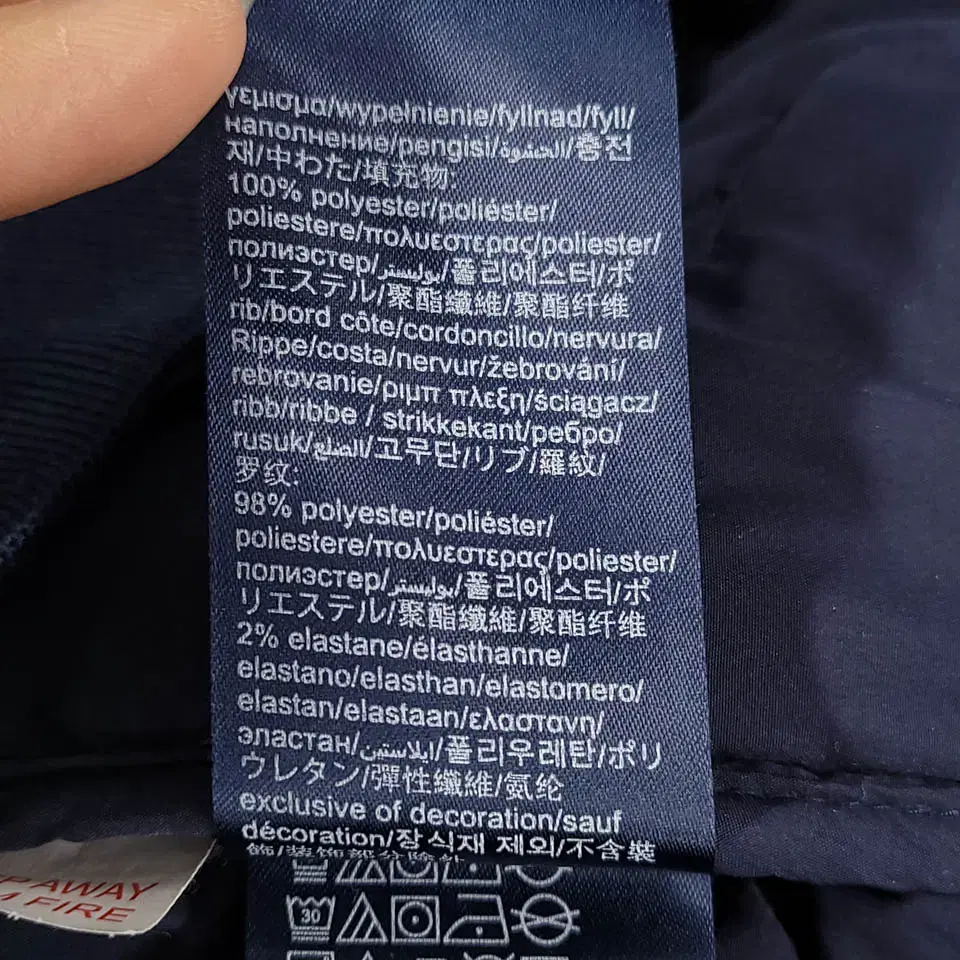 γεμισμα/wypełnienie/fyllnad/fyll/
наполнение/pengisi/الحشوة/충전
재/中わた/填充物:
100% polyester/poliéster/
poliestere/πολυεστερας/poliester/
полиэстер/بوليستر/폴리에스터/ポ
リエステル/聚酯纖維/聚酯纤维
rib/bord côte/cordoncillo/nervura/
Rippe/costa/nervur/žebrování/
rebrovanie/ριμπ πλεξη/ściągacz/
ribb/ribbe / strikkekant/ребро/
rusuk/الضلع/고무단/リブ/羅紋/
罗纹:
98% polyester/poliéster/
poliestere/πολυεστερας/poliester/
полиэстер/بوليستر/폴리에스터/ポ
リエステル/聚酯纖維/聚酯纤维
2% elastane/élasthanne/
elastano/elasthan/elastomero/
elastan/elastaan/ελαστανη/
эластан/ايلاستين/폴리우레탄/ポリ
ウレタン/彈性纖維/氨纶
exclusive of decoration/sauf
décoration/장식재 제외/不含裝
AWAY
FIRE
30